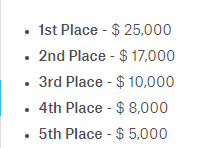 • 1st Place - $ 25,000
• 2nd Place - $ 17,000
• 3rd Place - $ 10,000
• 4th Place - $ 8,000
• 5th Place - $ 5,000